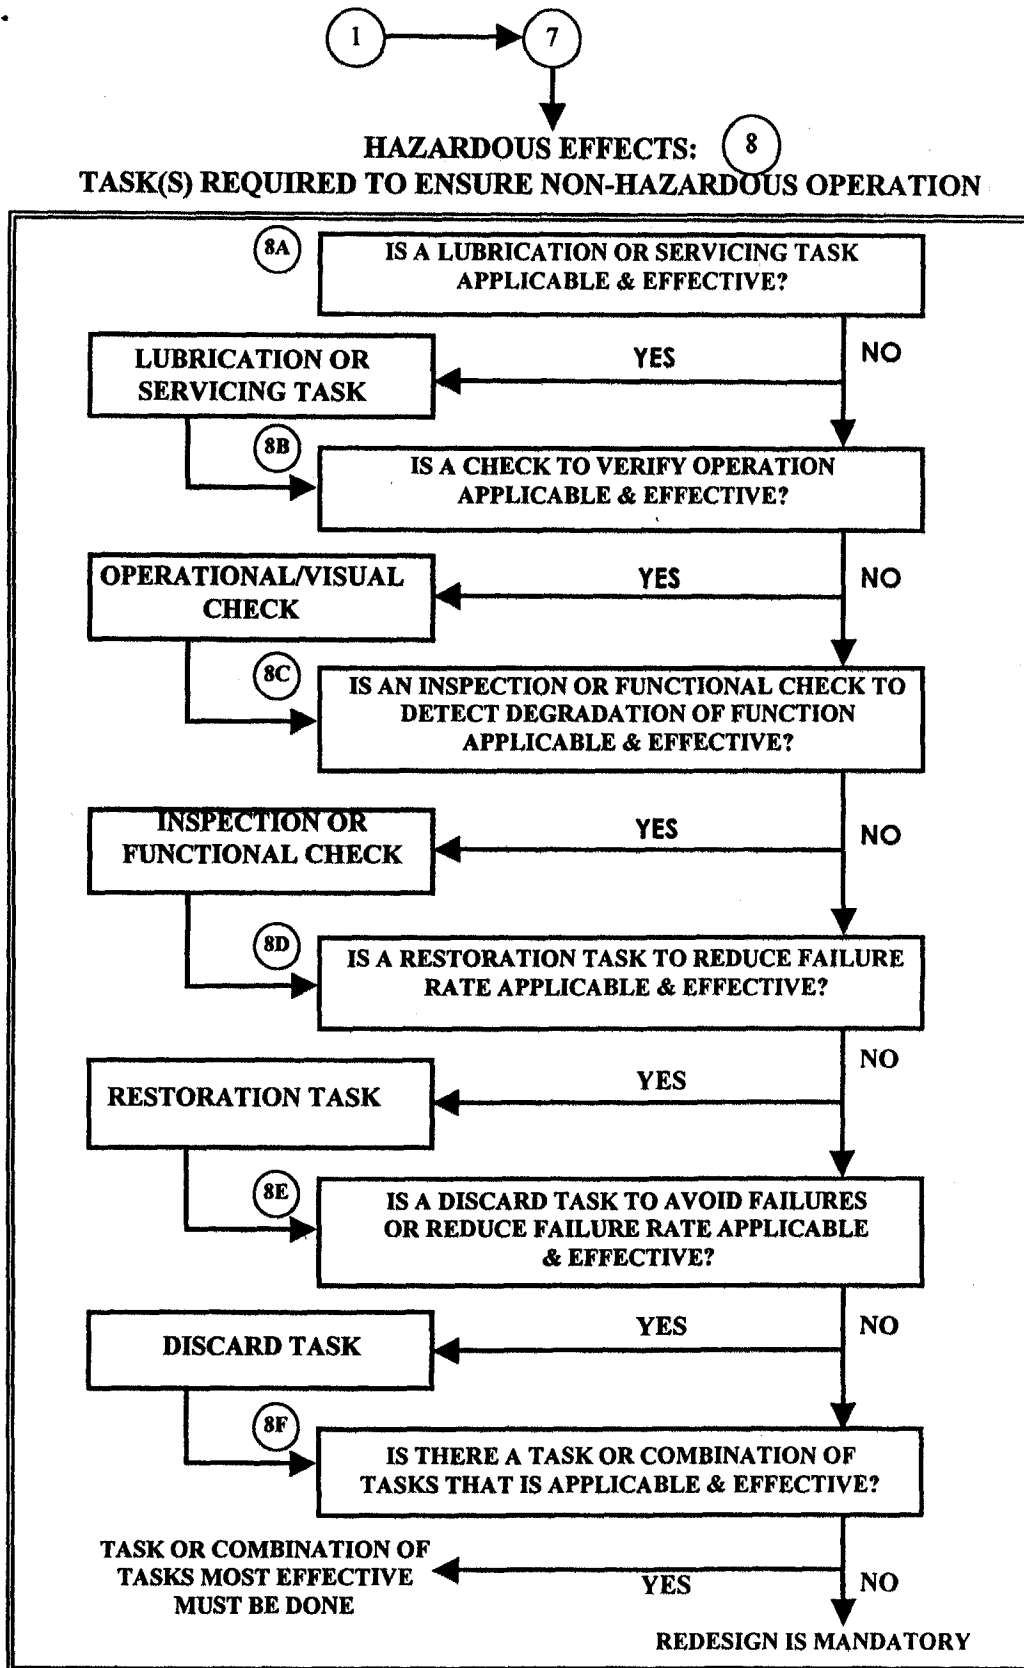 1
7
HAZARDOUS EFFECTS:
8
TASK(S) REQUIRED TO ENSURE NON-HAZARDOUS OPERATION
8A
IS A LUBRICATION OR SERVICING TASK
APPLICABLE & EFFECTIVE?
YES
NO
LUBRICATION OR
SERVICING TASK
8B
IS A CHECK TO VERIFY OPERATION
APPLICABLE & EFFECTIVE?
YES
NO
OPERATIONAL/VISUAL
CHECK
8C
IS AN INSPECTION OR FUNCTIONAL CHECK TO
DETECT DEGRADATION OF FUNCTION
APPLICABLE & EFFECTIVE?
YES
NO
INSPECTION OR
FUNCTIONAL CHECK
8D
IS A RESTORATION TASK TO REDUCE FAILURE
RATE APPLICABLE & EFFECTIVE?
YES
NO
RESTORATION TASK
8E
IS A DISCARD TASK TO AVOID FAILURES
OR REDUCE FAILURE RATE APPLICABLE
& EFFECTIVE?
YES
NO
DISCARD TASK
8F
IS THERE A TASK OR COMBINATION OF
TASKS THAT IS APPLICABLE & EFFECTIVE?
TASK OR COMBINATION OF
TASKS MOST EFFECTIVE
MUST BE DONE
YES
NO
REDESIGN IS MANDATORY